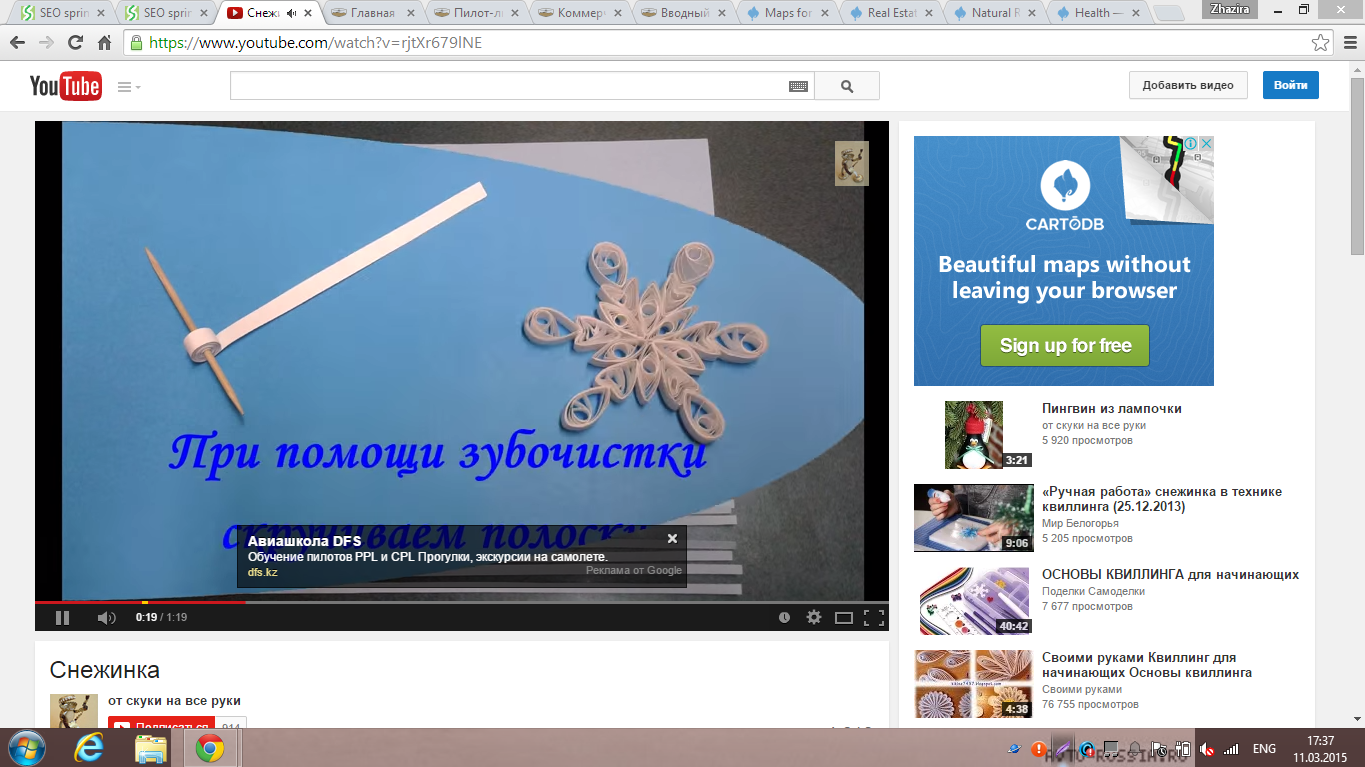 SEO sprin
SEO sprin
Снежи
Главная
Пилот-л
Коммерч
Вводный
Maps for
Real Estat
Natural R
Health —
Zhazira
https://www.youtube.com/watch?v=rjtXr679lNE
YouTube
Добавить видео
Войти
При помощи зубочистки
скручиваем полоски
Авиашкола DFS
Обучение пилотов PPL и CPL Прогулки, экскурсии на самолете.
dfs.kz
Реклама от Google
0:19 / 1:19
CARTODB
Beautiful maps without
leaving your browser
Sign up for free
Пингвин из лампочки
от скуки на все руки
5 920 просмотров
3:21
«Ручная работа» снежинка в технике
квиллинга (25.12.2013)
Мир Белогорья
5 205 просмотров
9:06
ОСНОВЫ КВИЛЛИНГА для начинающих
Поделки Самоделки
7 677 просмотров
40:42
Своими руками Квиллинг для
начинающих Основы квиллинга
Своими руками
76 755 просмотров
4:38
Снежинка
от скуки на все руки
Подписаться
914
ENG
17:37
11.03.2015
AVTO-RUSSIA.RU